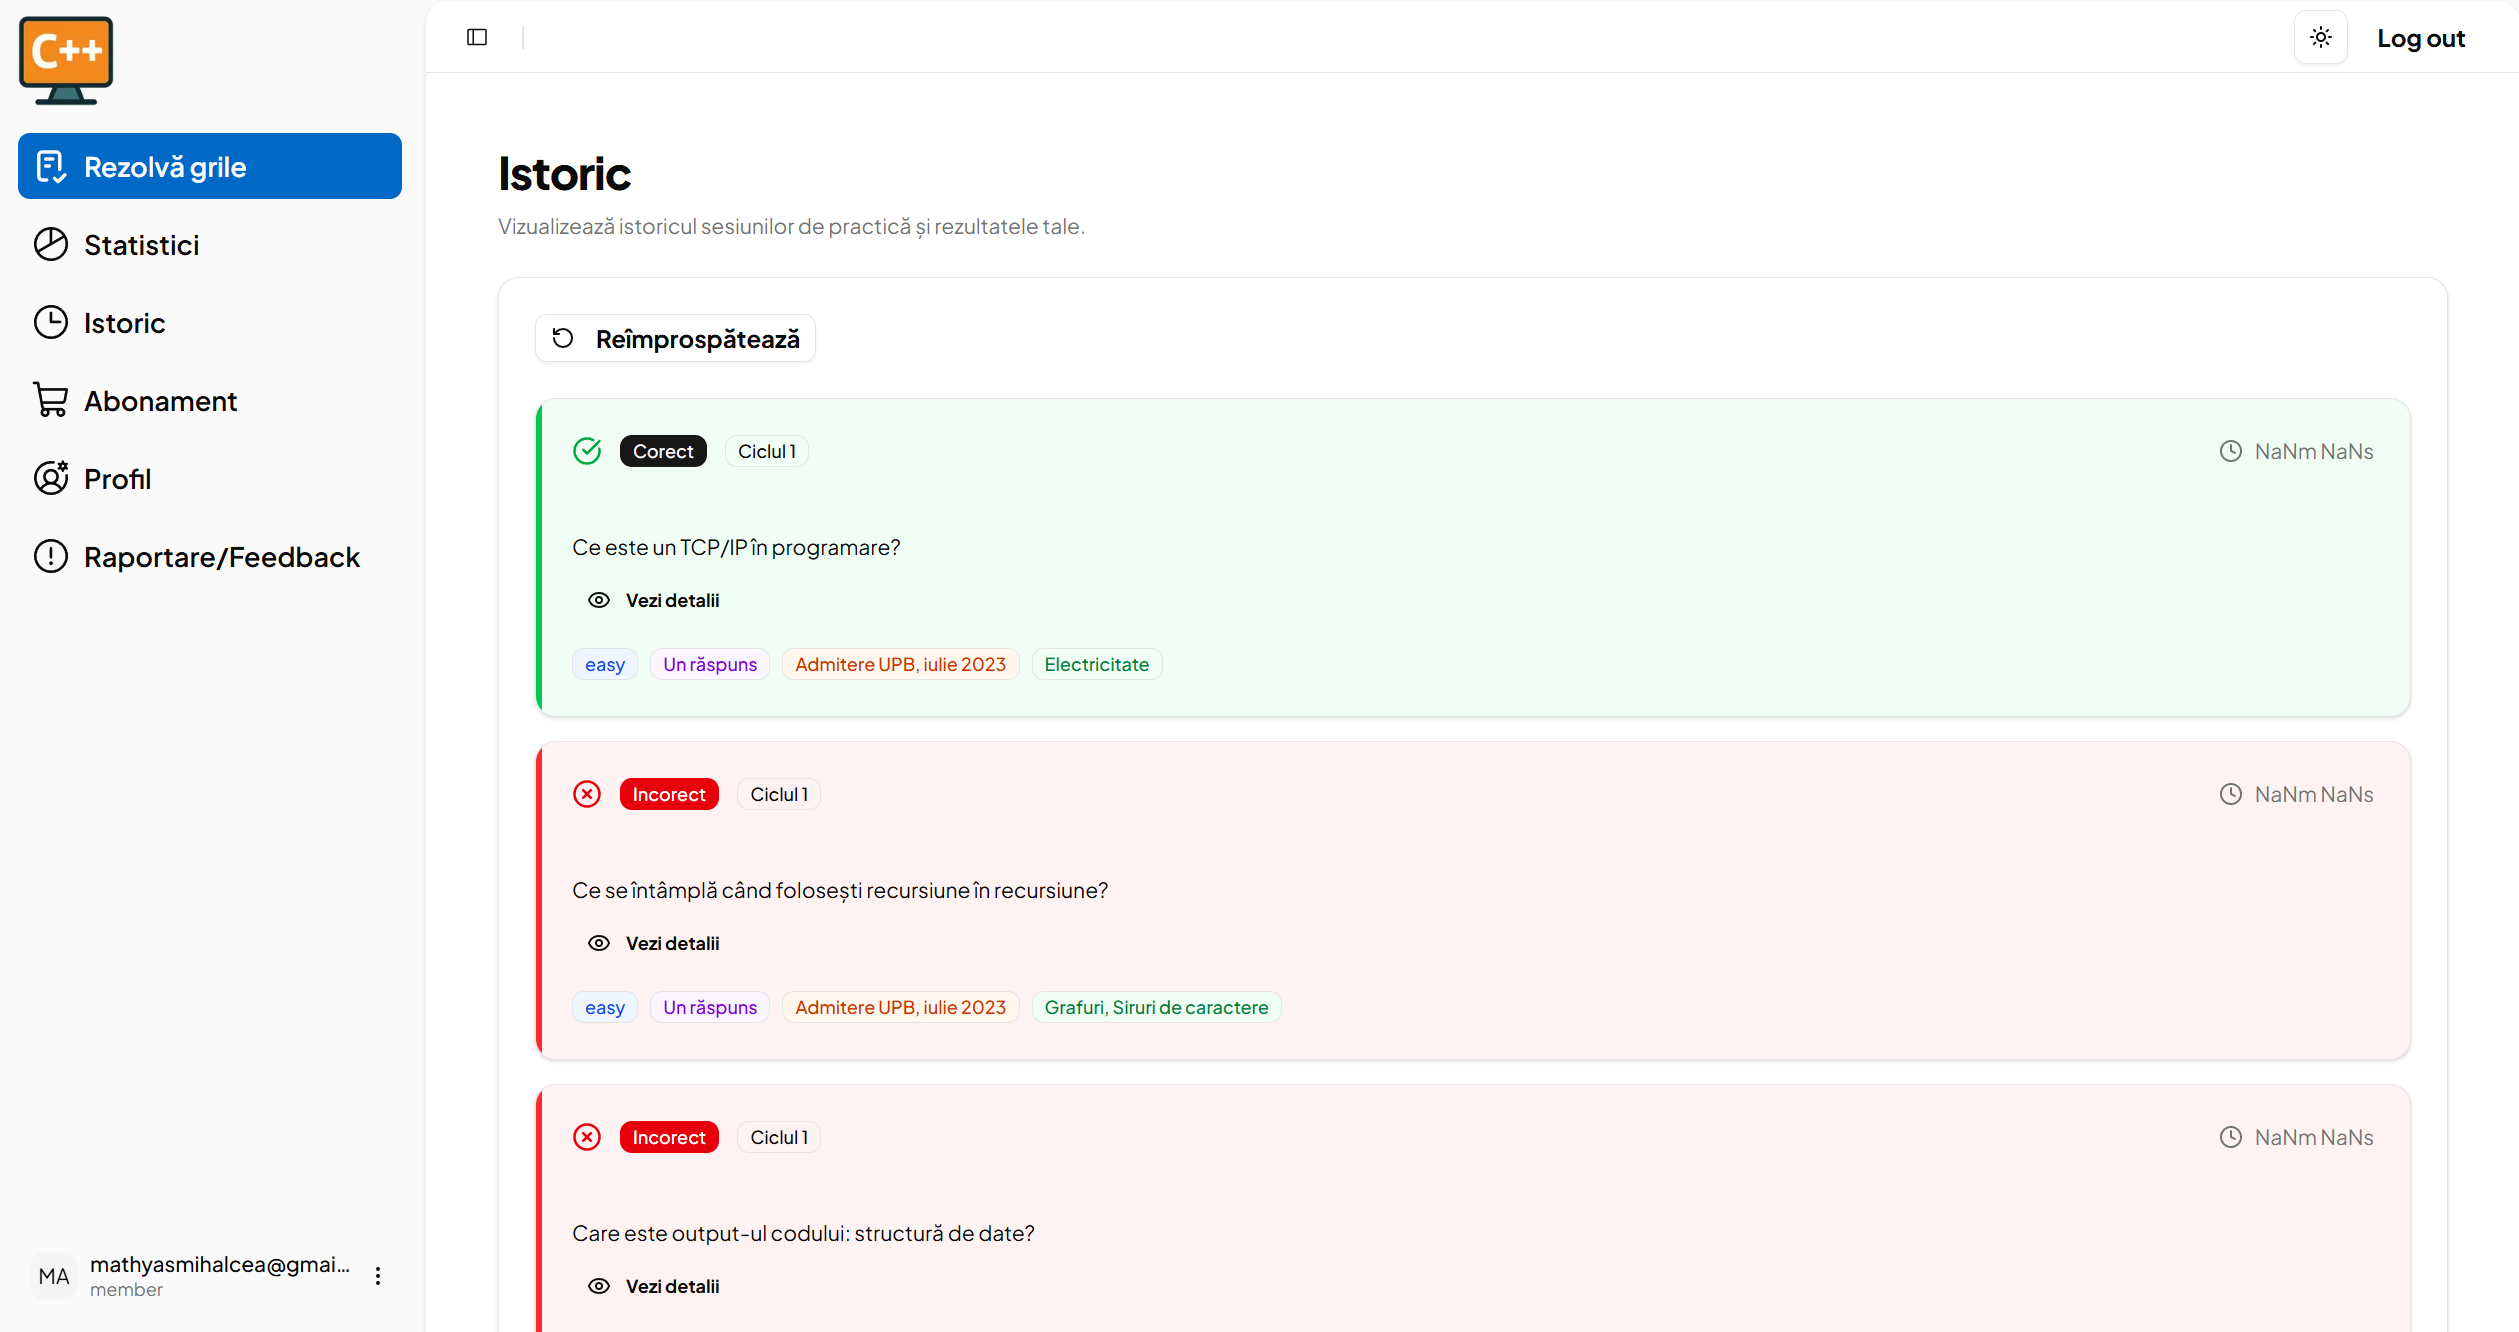 C++
Rezolvă grile
Statistici
Istoric
Abonament
Profil
Raportare/Feedback
MA
mathyasmihalcea@gmai...
member
Log out
Istoric
Vizualizează istoricul sesiunilor de practică și rezultatele tale.
Reîmprospătează
Corect Ciclul 1 NaNm NaNs
Ce este un TCP/IP în programare?
Vezi detalii
easy Un răspuns Admitere UPB, iulie 2023 Electricitate
Incorect Ciclul 1 NaNm NaNs
Ce se întâmplă când folosești recursiune în recursiune?
Vezi detalii
easy Un răspuns Admitere UPB, iulie 2023 Grafuri, Siruri de caractere
Incorect Ciclul 1 NaNm NaNs
Care este output-ul codului: structură de date?
Vezi detalii